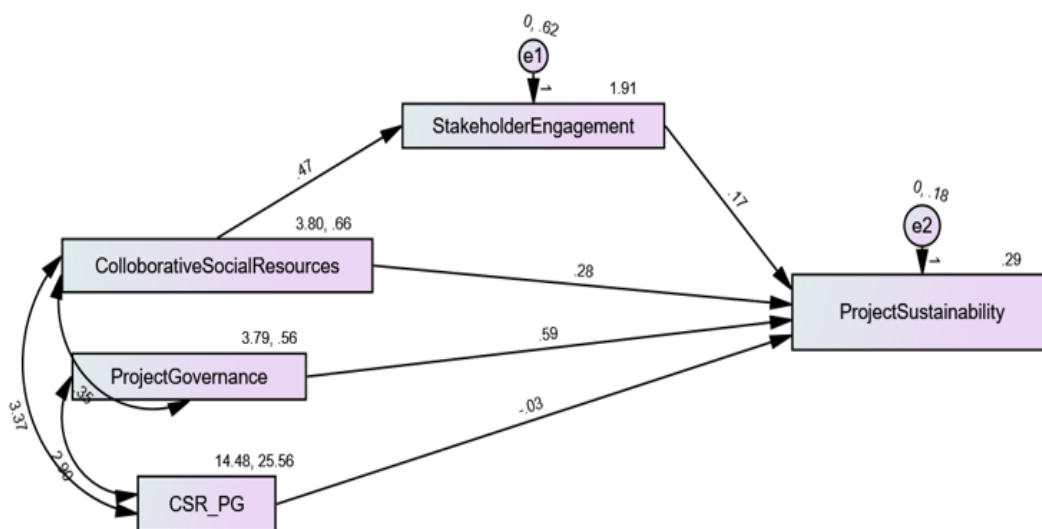 0, .62
e1
1
1.91
StakeholderEngagement
.47
.17
0, .18
e2
1
3.80, .66
.29
ColloborativeSocialResources
.28
ProjectSustainability
3.79, .56
.59
ProjectGovernance
.35
3.37
-.03
2.90
14.48, 25.56
CSR_PG